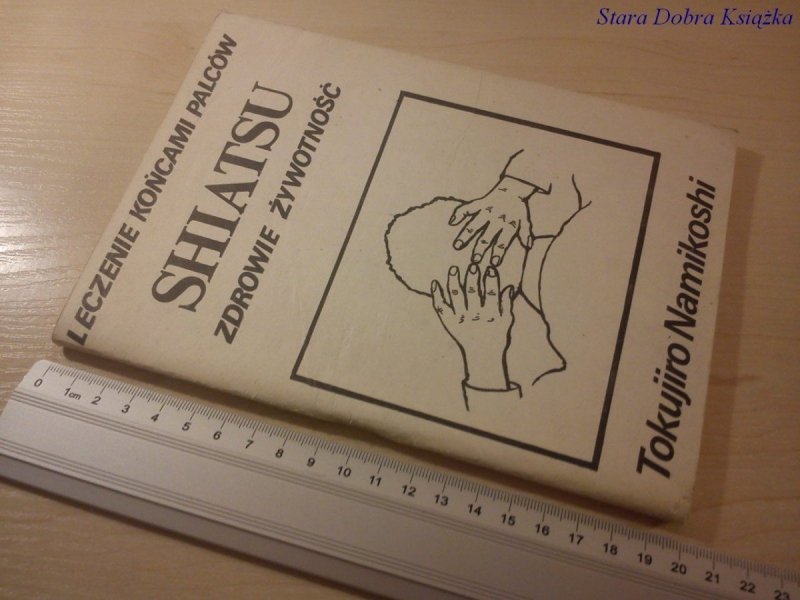 Stara Dobra Książka
LECZENIE KOŃCAMI PALCÓW
SHIATSU
ZDROWIE ŻYWOTNOŚĆ
Tokujiro Namikoshi
0 1cm 2 3 4 5 6 7 8 9 10 11 12 13 14 15 16 17 18 19 20 21 22 23